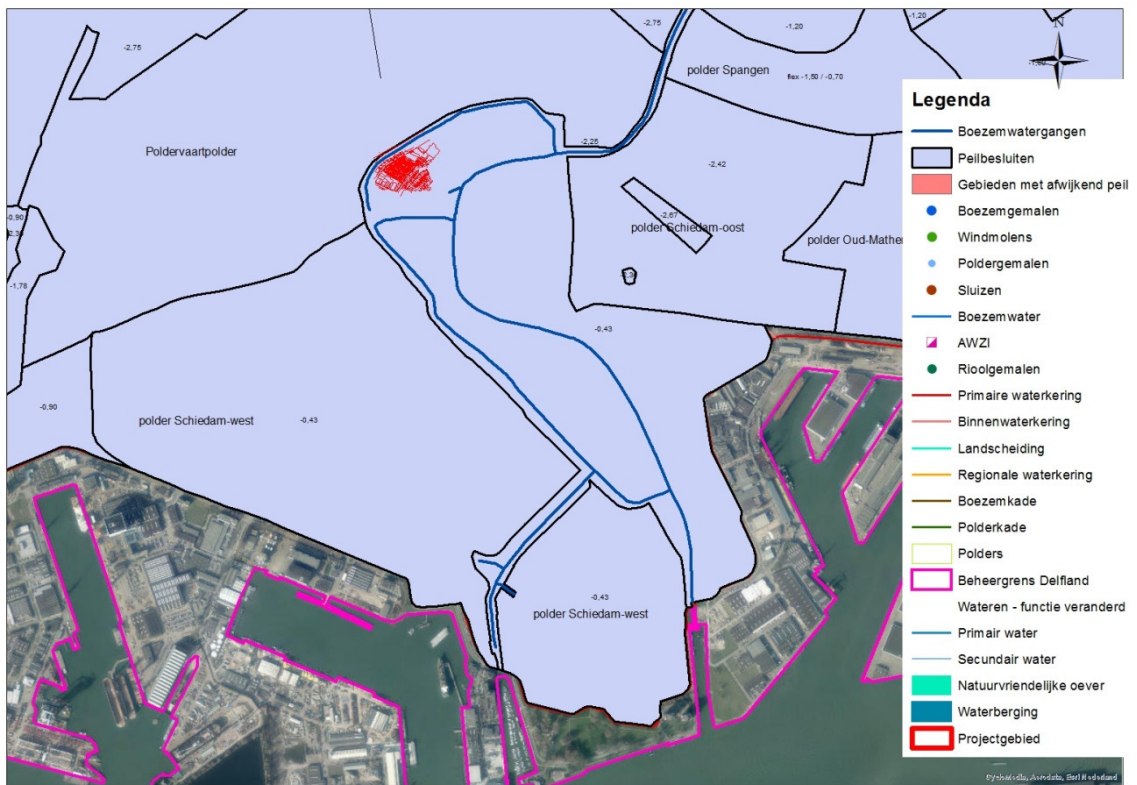 -2,75
-1,20
-1,20
-2,75
polder Spangen
flex -1,50 / -0,70
N
Poldervaartpolder
-2,25
-2,42
-2,67
polder Schiedam-oost
polder Oud-Mathen
-0,90
-1,78
-0,43
-0,90
polder Schiedam-west
-0,43
-0,43
polder Schiedam-west
Legenda
Boezemwatergangen
Peilbesluiten
Gebieden met afwijkend peil
Boezemgemalen
Windmolens
Poldergemalen
Sluizen
Boezemwater
AWZI
Rioolgemalen
Primaire waterkering
Binnenwaterkering
Landscheiding
Regionale waterkering
Boezemkade
Polderkade
Polders
Beheergrens Delfland
Wateren - functie veranderd
Primair water
Secundair water
Natuurvriendelijke oever
Waterberging
Projectgebied
CycloMedia, Aerodata, Esri Nederland